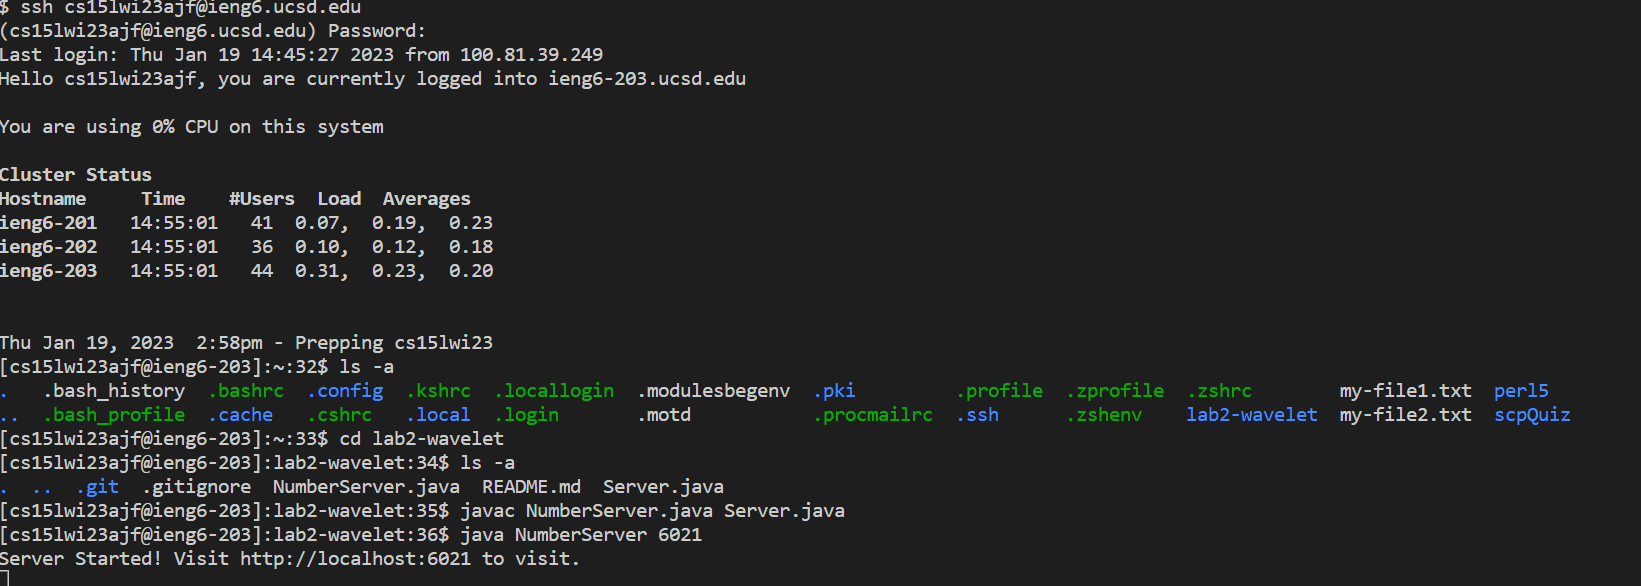 $ ssh cs15lwi23ajf@ieng6.ucsd.edu
(cs15lwi23ajf@ieng6.ucsd.edu) Password:
Last login: Thu Jan 19 14:45:27 2023 from 100.81.39.249
Hello cs15lwi23ajf, you are currently logged into ieng6-203.ucsd.edu
You are using 0% CPU on this system
Cluster Status
Hostname     Time    #Users  Load  Averages
ieng6-201   14:55:01   41  0.07,  0.19,  0.23
ieng6-202   14:55:01   36  0.10,  0.12,  0.18
ieng6-203   14:55:01   44  0.31,  0.23,  0.20
Thu Jan 19, 2023  2:58pm - Prepping cs15lwi23
[cs15lwi23ajf@ieng6-203]:~:32$ ls -a
.   .bash_history  .bashrc  .config  .kshrc  .locallogin  .modulesbegenv  .pki         .profile  .zprofile  .zshrc        my-file1.txt  perl5
..  .bash_profile  .cache   .cshrc   .local  .login       .motd           .procmailrc  .ssh      .zshenv    lab2-wavelet  my-file2.txt  scpQuiz
[cs15lwi23ajf@ieng6-203]:~:33$ cd lab2-wavelet
[cs15lwi23ajf@ieng6-203]:lab2-wavelet:34$ ls -a
.  ..  .git  .gitignore  NumberServer.java  README.md  Server.java
[cs15lwi23ajf@ieng6-203]:lab2-wavelet:35$ javac NumberServer.java Server.java
[cs15lwi23ajf@ieng6-203]:lab2-wavelet:36$ java NumberServer 6021
Server Started! Visit http://localhost:6021 to visit.